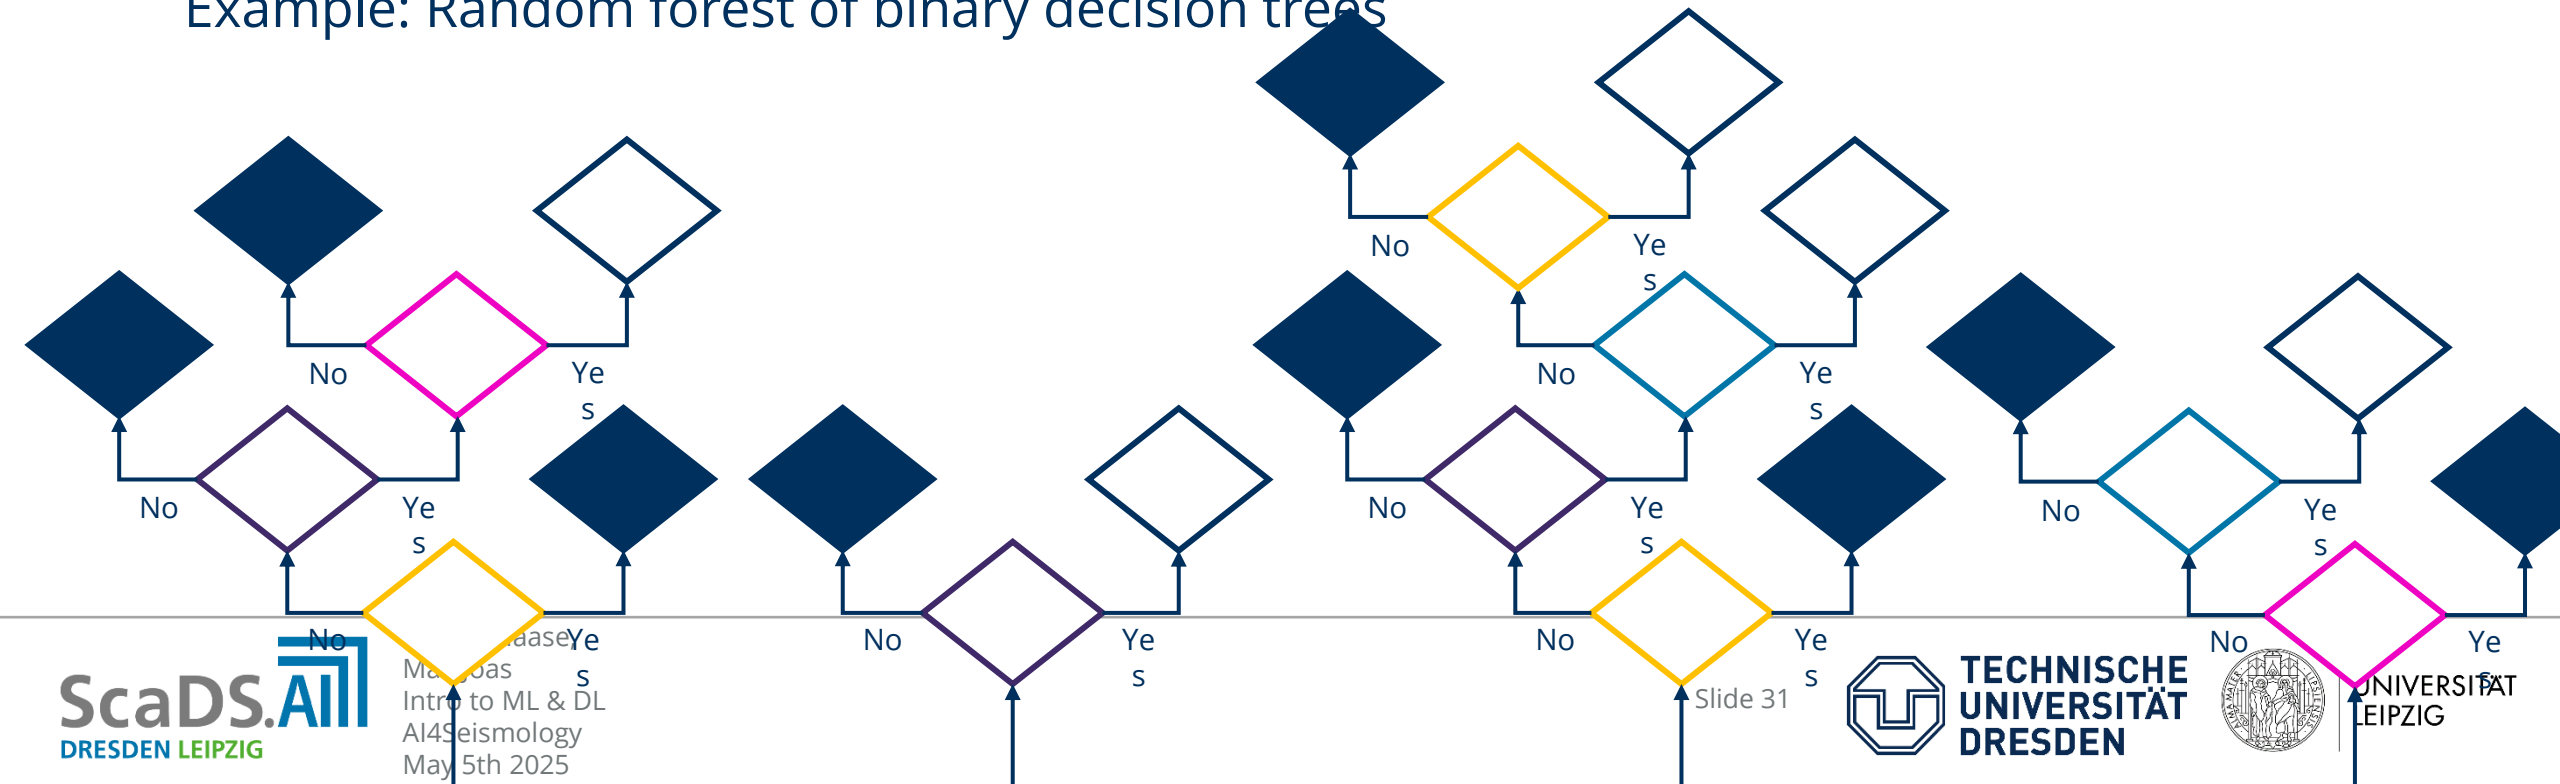 Example: Random forest of binary decision trees
No
Ye
s
No
Ye
s
No
Ye
s
No
Ye
s
No
Ye
s
No
Ye
s
No
Ye
s
No
Ye
s
No
Ye
s
No
Ye
s
ScaDS.AI
DRESDEN LEIPZIG
Intro to ML & DL
AI4Seismology
May 5th 2025
Slide 31
TECHNISCHE
UNIVERSITÄT
DRESDEN
UNIVERSITÄT
LEIPZIG